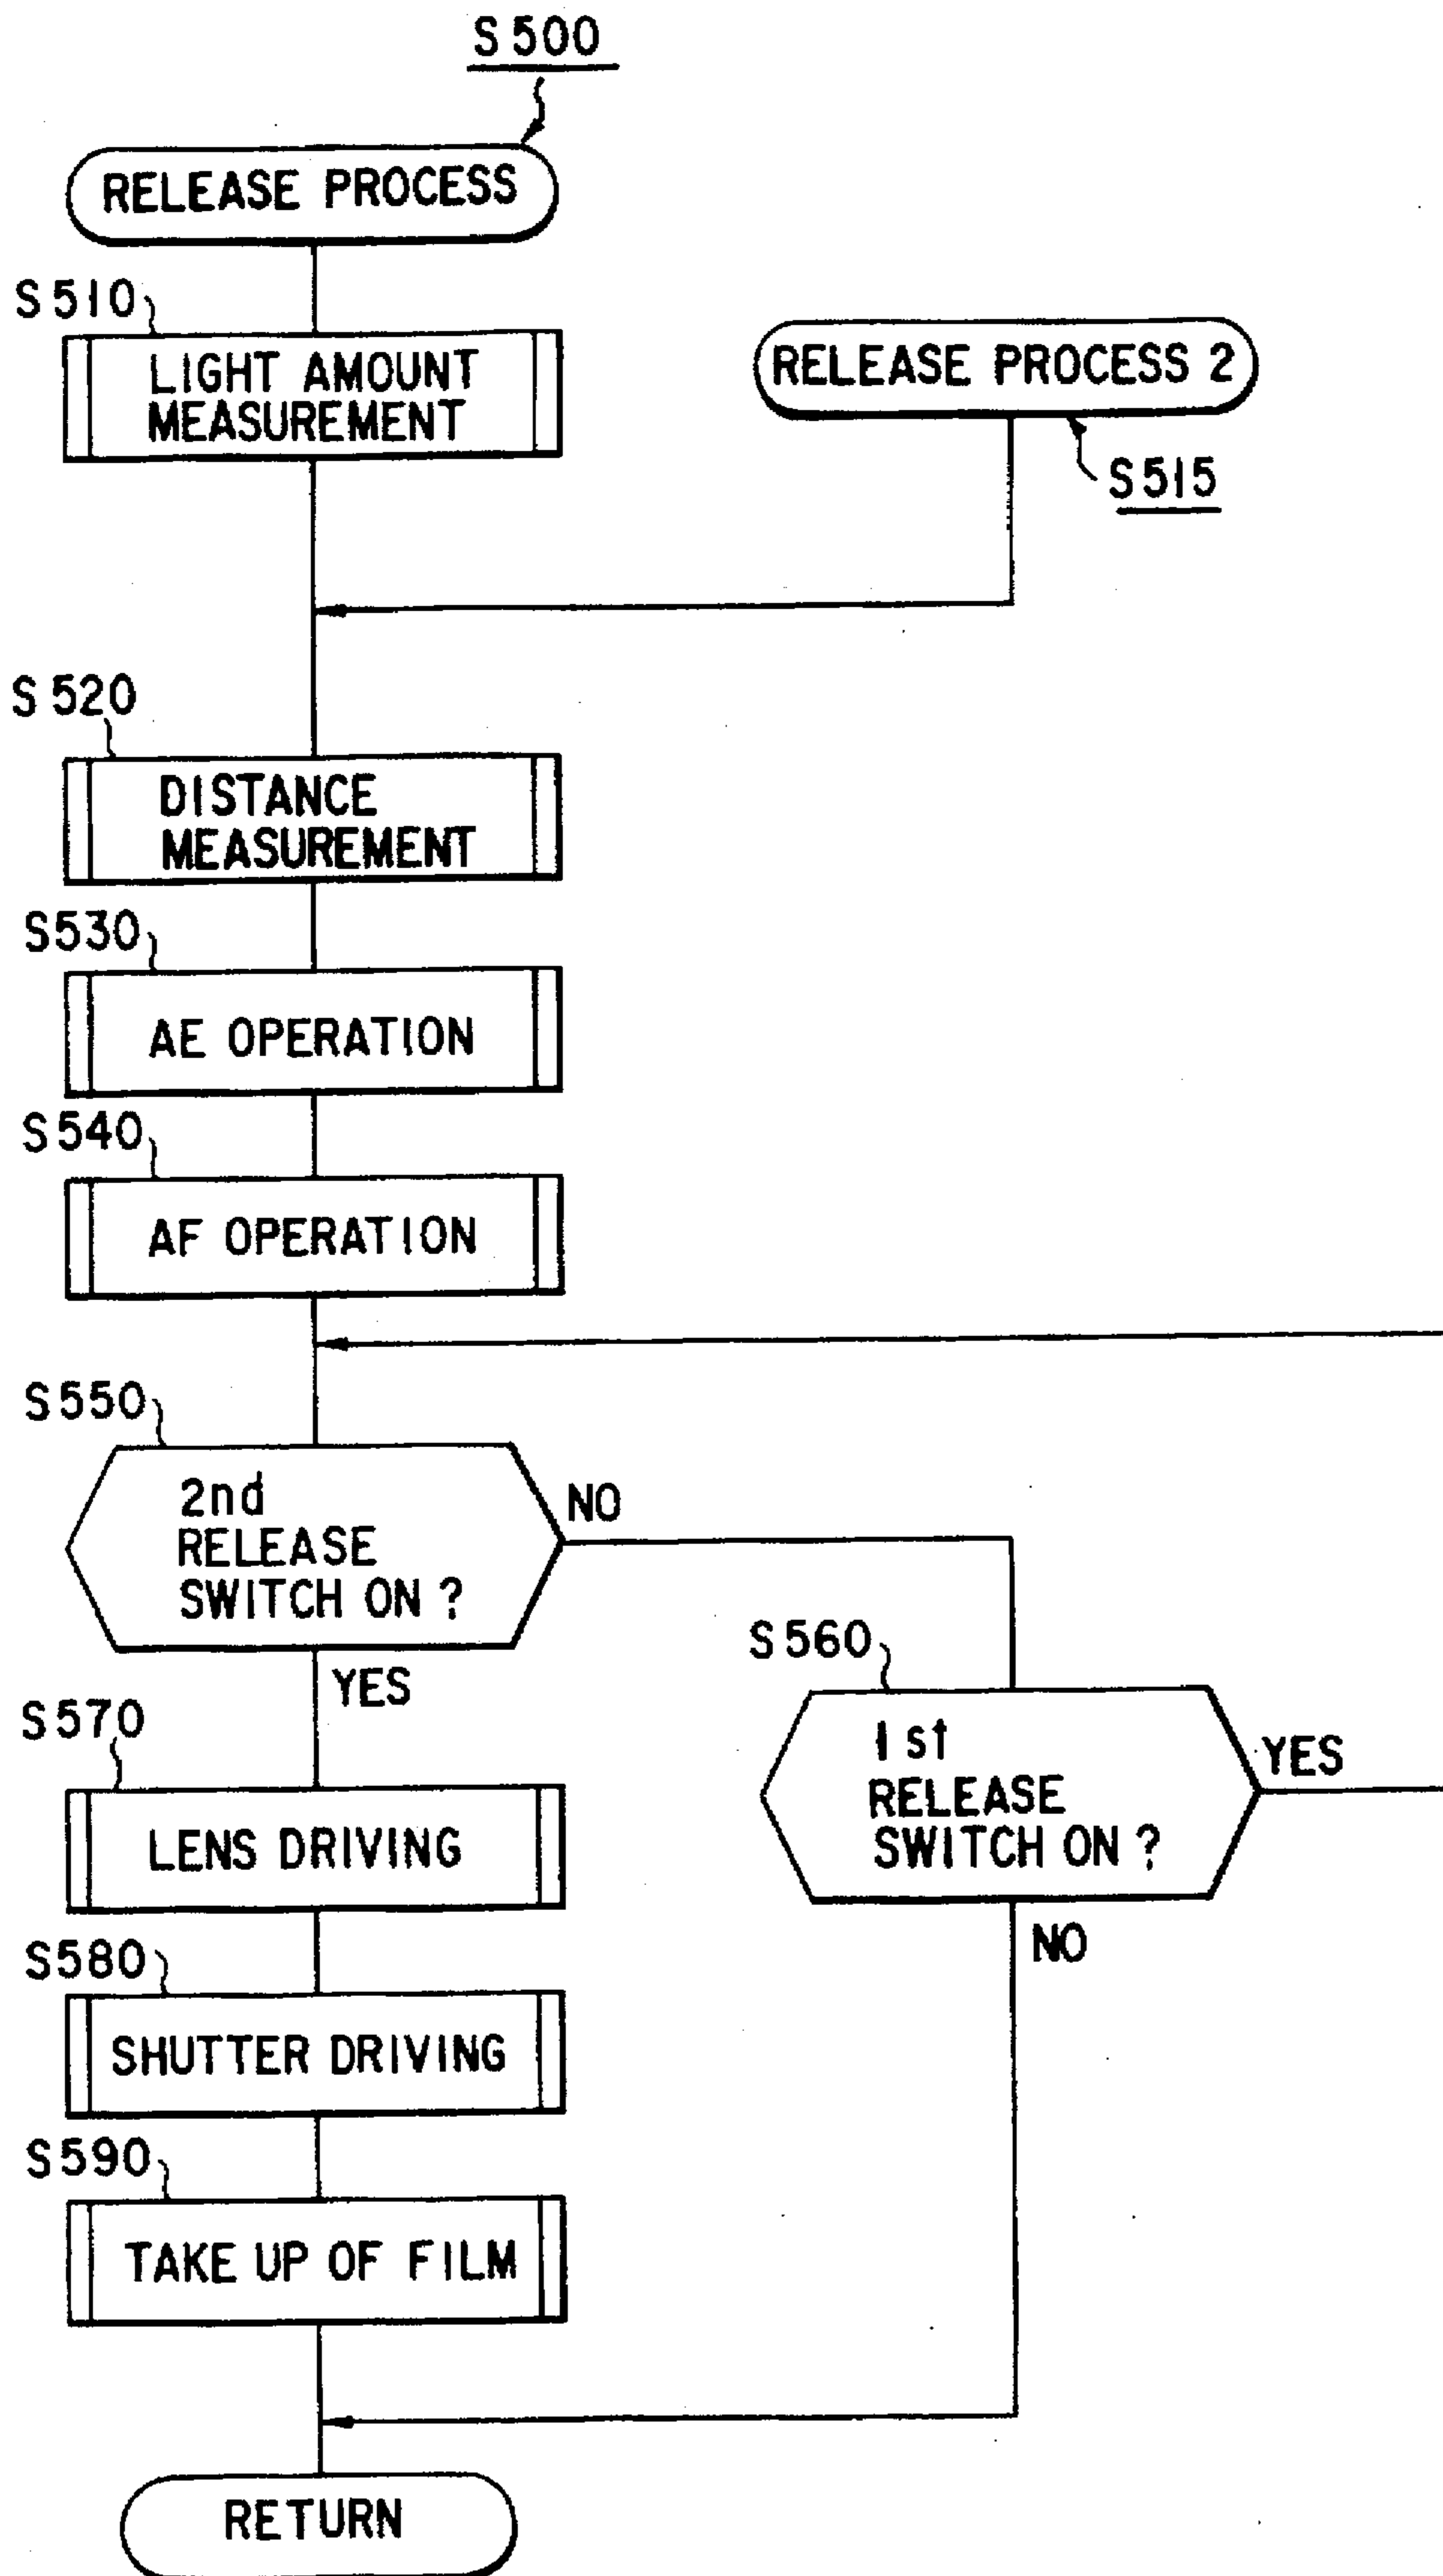 S500
RELEASE PROCESS
S510
LIGHT AMOUNT
MEASUREMENT
RELEASE PROCESS 2
S515
S520
DISTANCE
MEASUREMENT
S530
AE OPERATION
S540
AF OPERATION
S550
2nd
RELEASE
SWITCH ON ?
NO
YES
S560
1st
RELEASE
SWITCH ON ?
YES
NO
S570
LENS DRIVING
S580
SHUTTER DRIVING
S590
TAKE UP OF FILM
RETURN